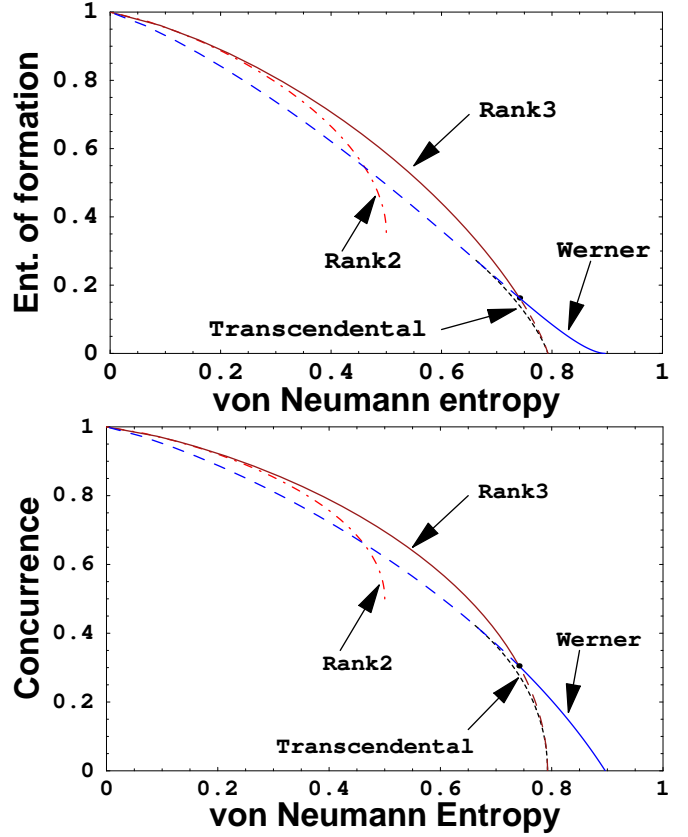 1
0.8
0.6
0.4
0.2
0
Ent. of formation
Rank3
Rank2
Werner
Transcendental
0 0.2 0.4 0.6 0.8 1
von Neumann entropy
1
0.8
0.6
0.4
0.2
0
Concurrence
Rank3
Rank2
Werner
Transcendental
0 0.2 0.4 0.6 0.8 1
von Neumann Entropy